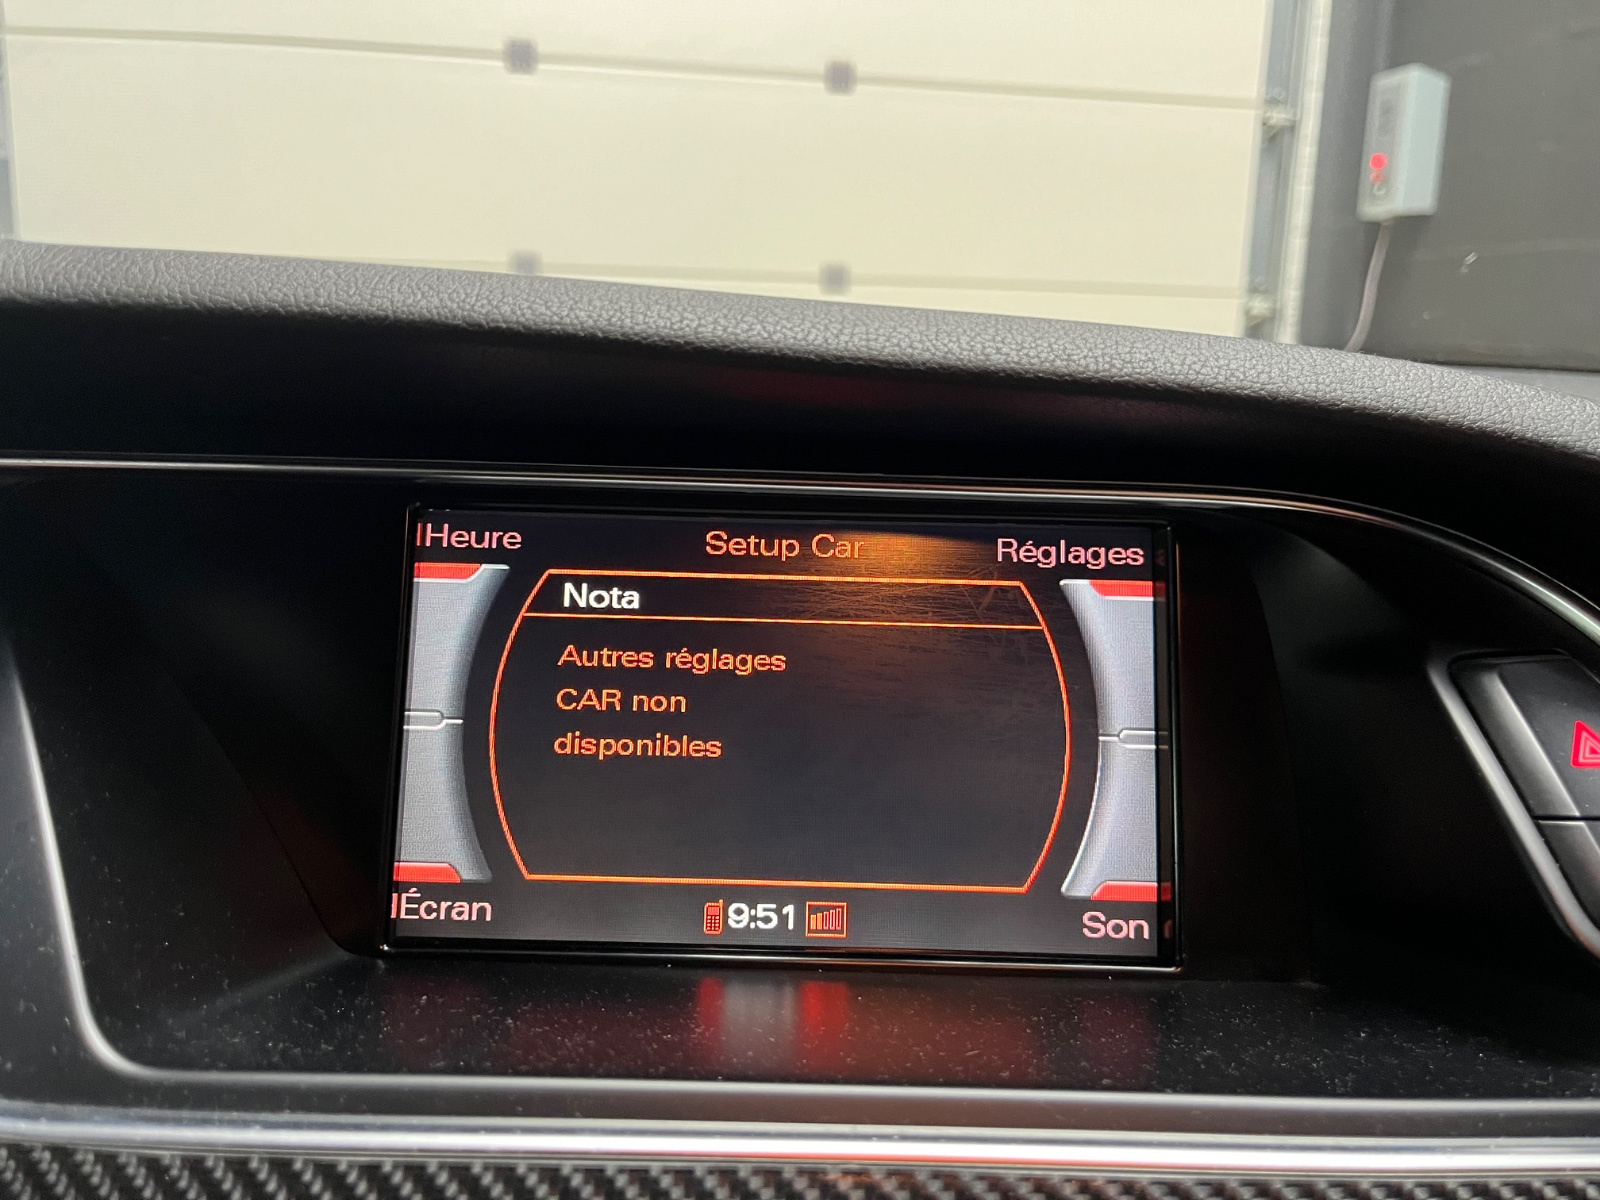 Heure
Setup Car
Réglages
Nota
Autres réglages
CAR non
disponibles
Écran
9:51
Son